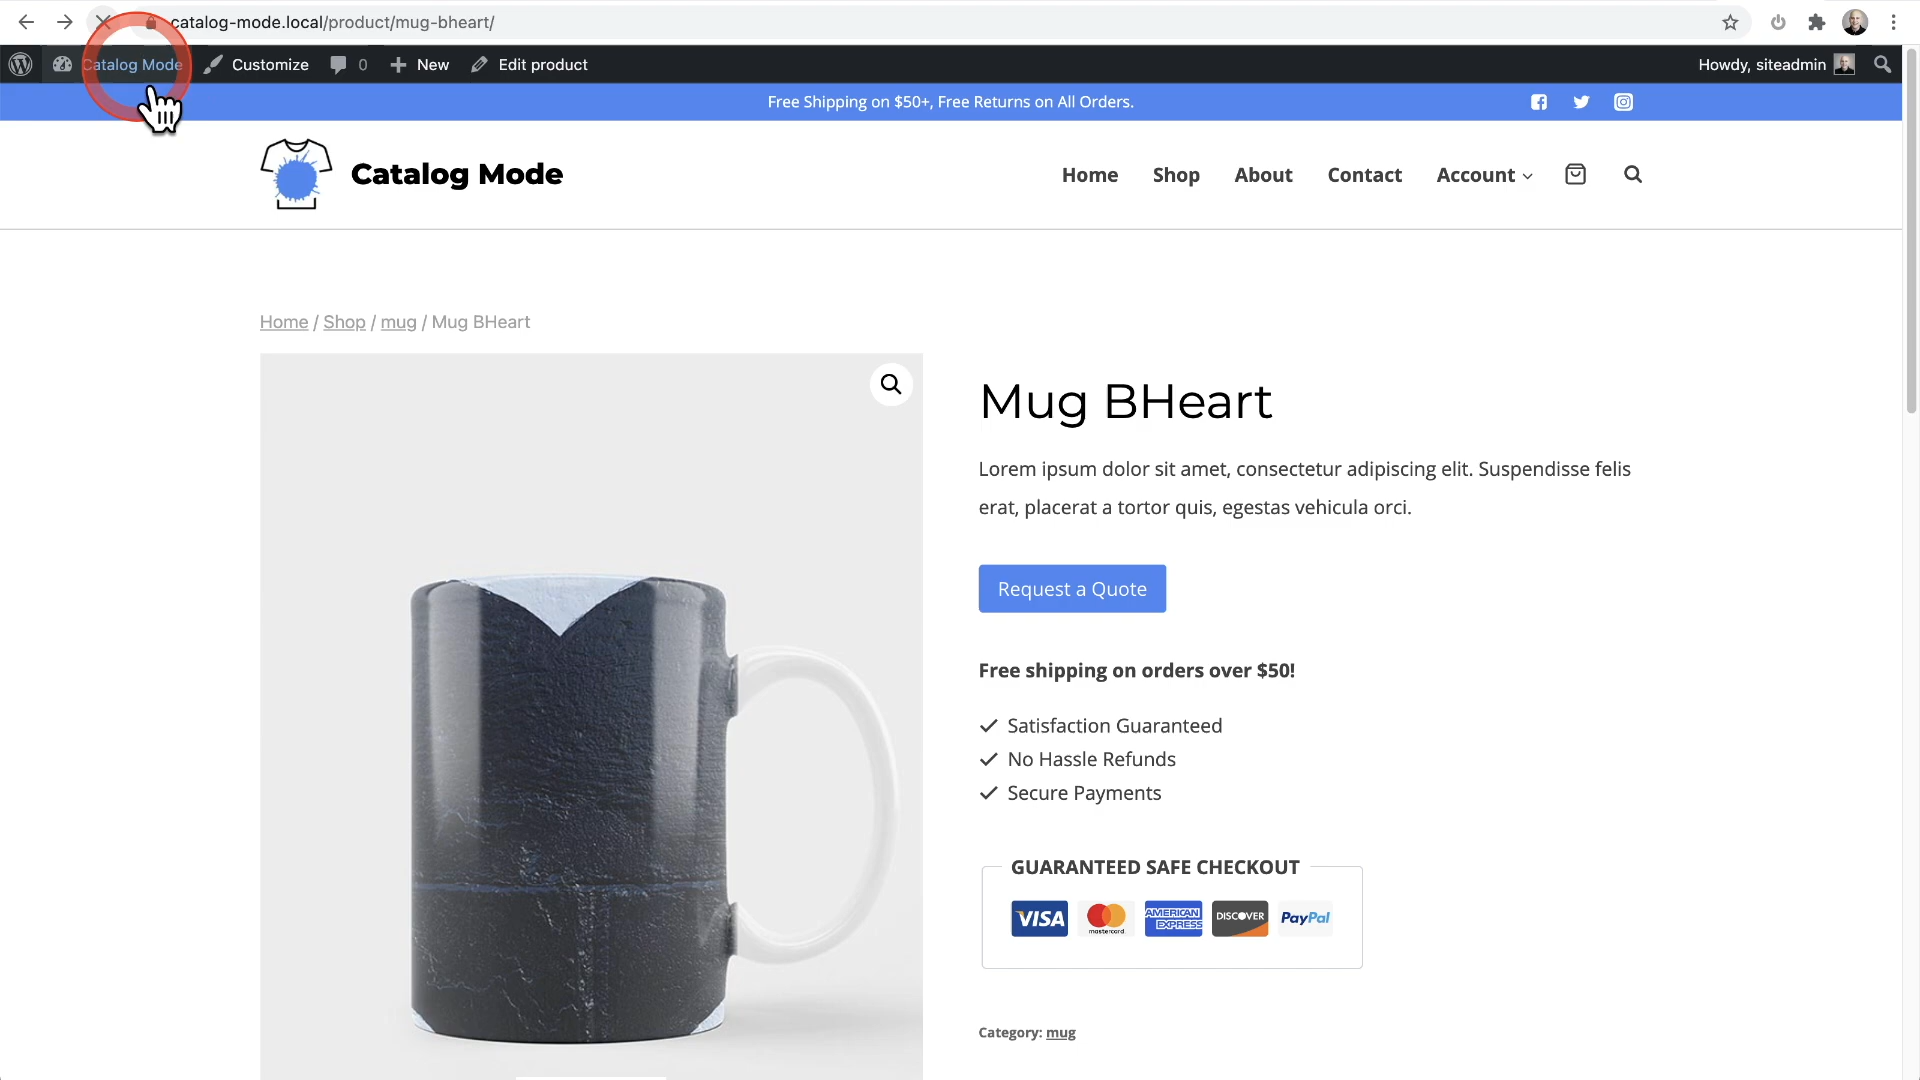 catalog-mode.local/product/mug-bheart/
Catalog Mode Customize 0 New Edit product Howdy, siteadmin
Free Shipping on $50+, Free Returns on All Orders.
Catalog Mode
Home Shop About Contact Account
Home / Shop / mug / Mug BHeart
Mug BHeart
Lorem ipsum dolor sit amet, consectetur adipiscing elit. Suspendisse felis
erat, placerat a tortor quis, egestas vehicula orci.
Request a Quote
Free shipping on orders over $50!
Satisfaction Guaranteed
No Hassle Refunds
Secure Payments
GUARANTEED SAFE CHECKOUT
VISA mastercard AMERICAN EXPRESS DISCOVER PayPal
Category: mug